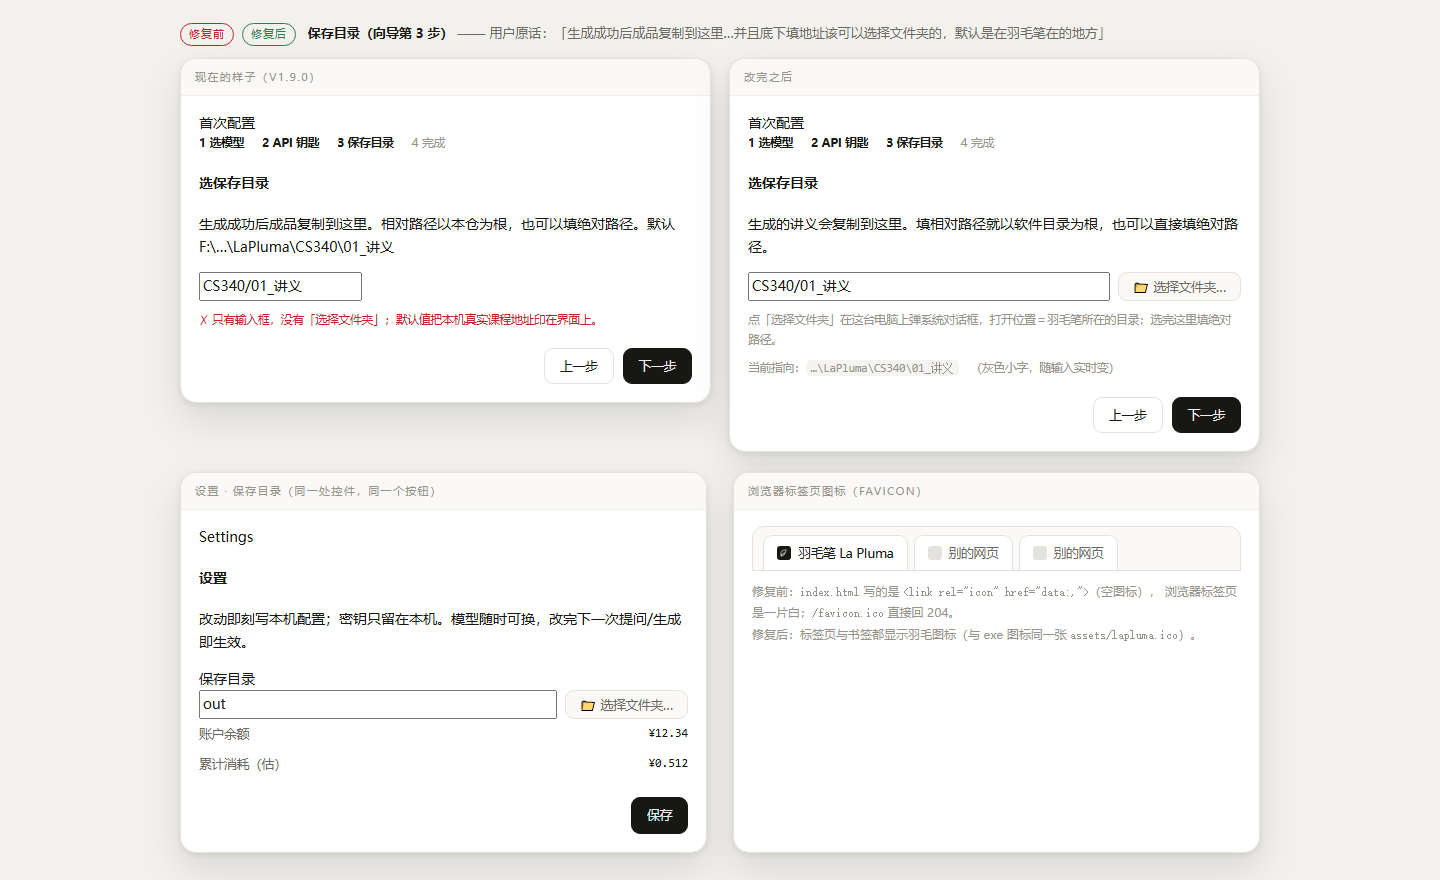 修复前 修复后 保存目录（向导第 3 步） —— 用户原话：「生成成功后成品复制到这里...并且底下填地址该可以选择文件夹的，默认是在羽毛笔在的地方」
现在的样子（V1.9.0）
首次配置
1 选模型 2 API 钥匙 3 保存目录 4 完成
选保存目录
生成成功后成品复制到这里。相对路径以本仓为根，也可以填绝对路径。默认
F:\...\LaPluma\CS340\01_讲义
CS340/01_讲义
✗ 只有输入框，没有「选择文件夹」；默认值把本机真实课程地址印在界面上。
上一步 下一步
改完之后
首次配置
1 选模型 2 API 钥匙 3 保存目录 4 完成
选保存目录
生成的讲义会复制到这里。填相对路径就以软件目录为根，也可以直接填绝对路
径。
CS340/01_讲义 选择文件夹...
点「选择文件夹」在这台电脑上弹系统对话框，打开位置＝羽毛笔所在的目录；选完这里填绝对
路径。
当前指向： …\LaPluma\CS340\01_讲义 （灰色小字，随输入实时变）
上一步 下一步
设置 · 保存目录（同一处控件，同一个按钮）
Settings
设置
改动即刻写本机配置；密钥只留在本机。模型随时可换，改完下一次提问/生成
即生效。
保存目录
out 选择文件夹...
账户余额 ¥12.34
累计消耗（估） ¥0.512
保存
浏览器标签页图标（FAVICON）
羽毛笔 La Pluma 别的网页 别的网页
修复前：index.html 写的是 <link rel="icon" href="data:,">（空图标），浏览器标签页
是一片白；/favicon.ico 直接回 204。
修复后：标签页与书签都显示羽毛图标（与 exe 图标同一张 assets/lapluma.ico）。